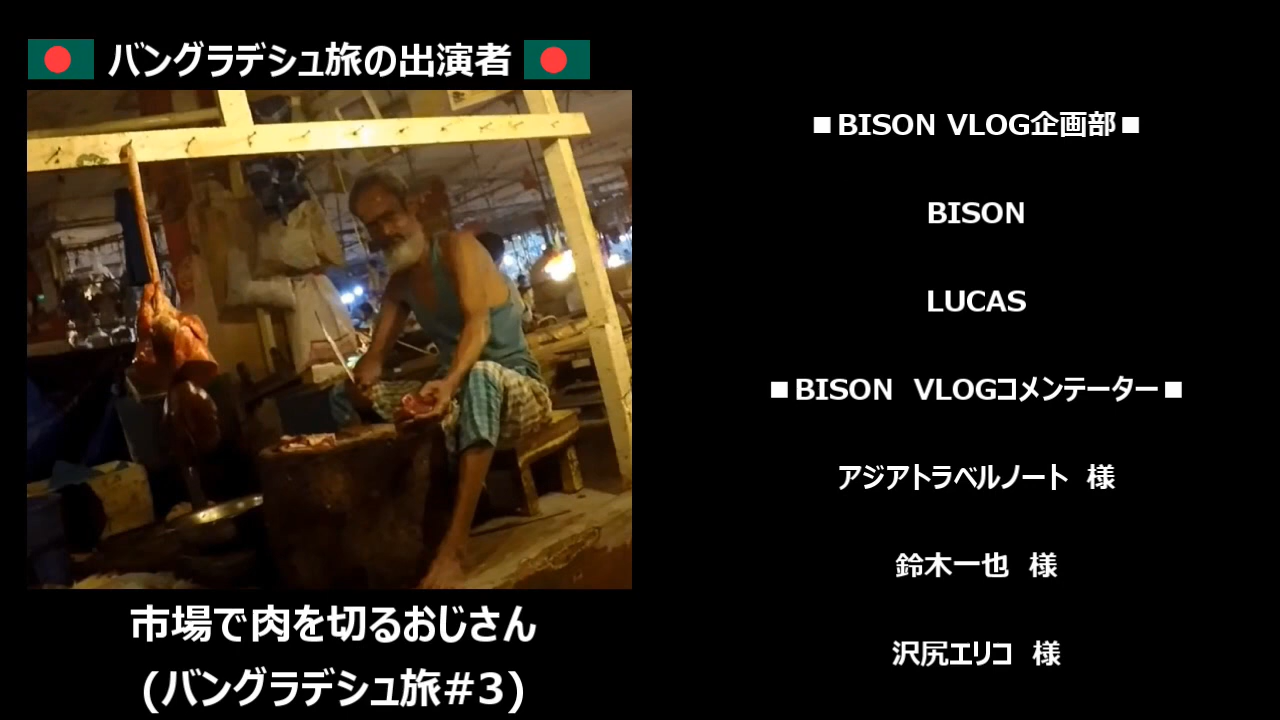 バングラデシュ旅の出演者
市場で肉を切るおじさん
(バングラデシュ旅#3)
■BISON VLOG企画部■
BISON
LUCAS
■BISON　VLOGコメンテーター■
アジアトラベルノート　様
鈴木一也　様
沢尻エリコ　様